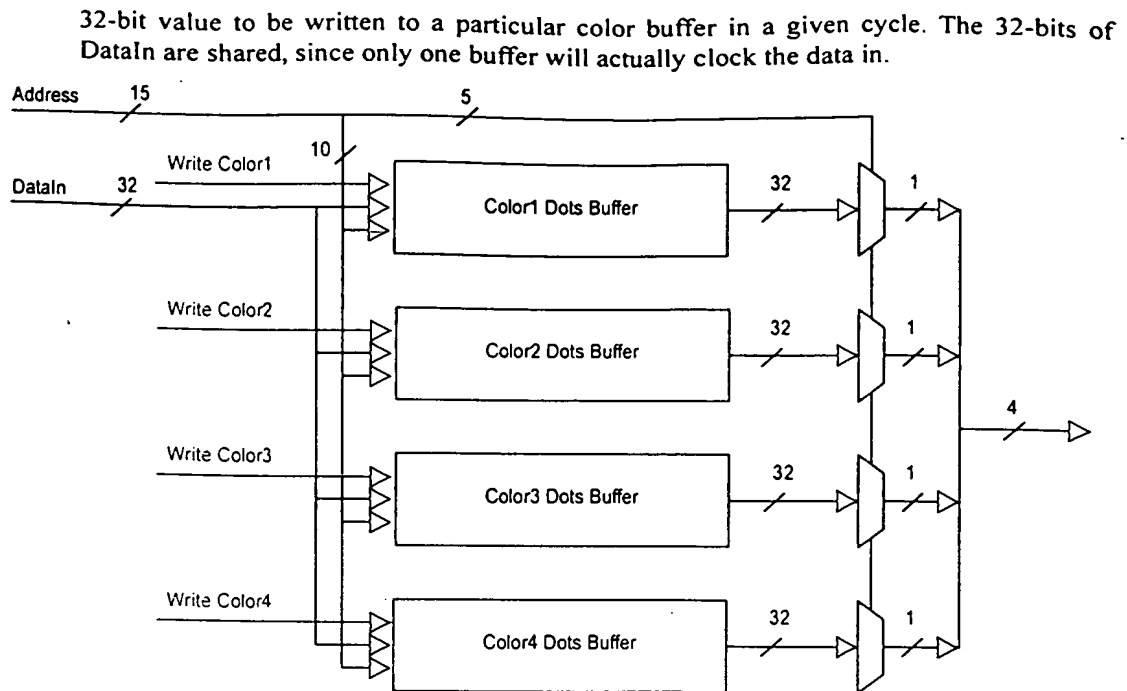 32-bit value to be written to a particular color buffer in a given cycle. The 32-bits of
DataIn are shared, since only one buffer will actually clock the data in.
Address 15 5
10
Write Color1
DataIn 32
Color1 Dots Buffer 32 1
Write Color2
Color2 Dots Buffer 32 1
4
Write Color3
Color3 Dots Buffer 32 1
Write Color4
Color4 Dots Buffer 32 1